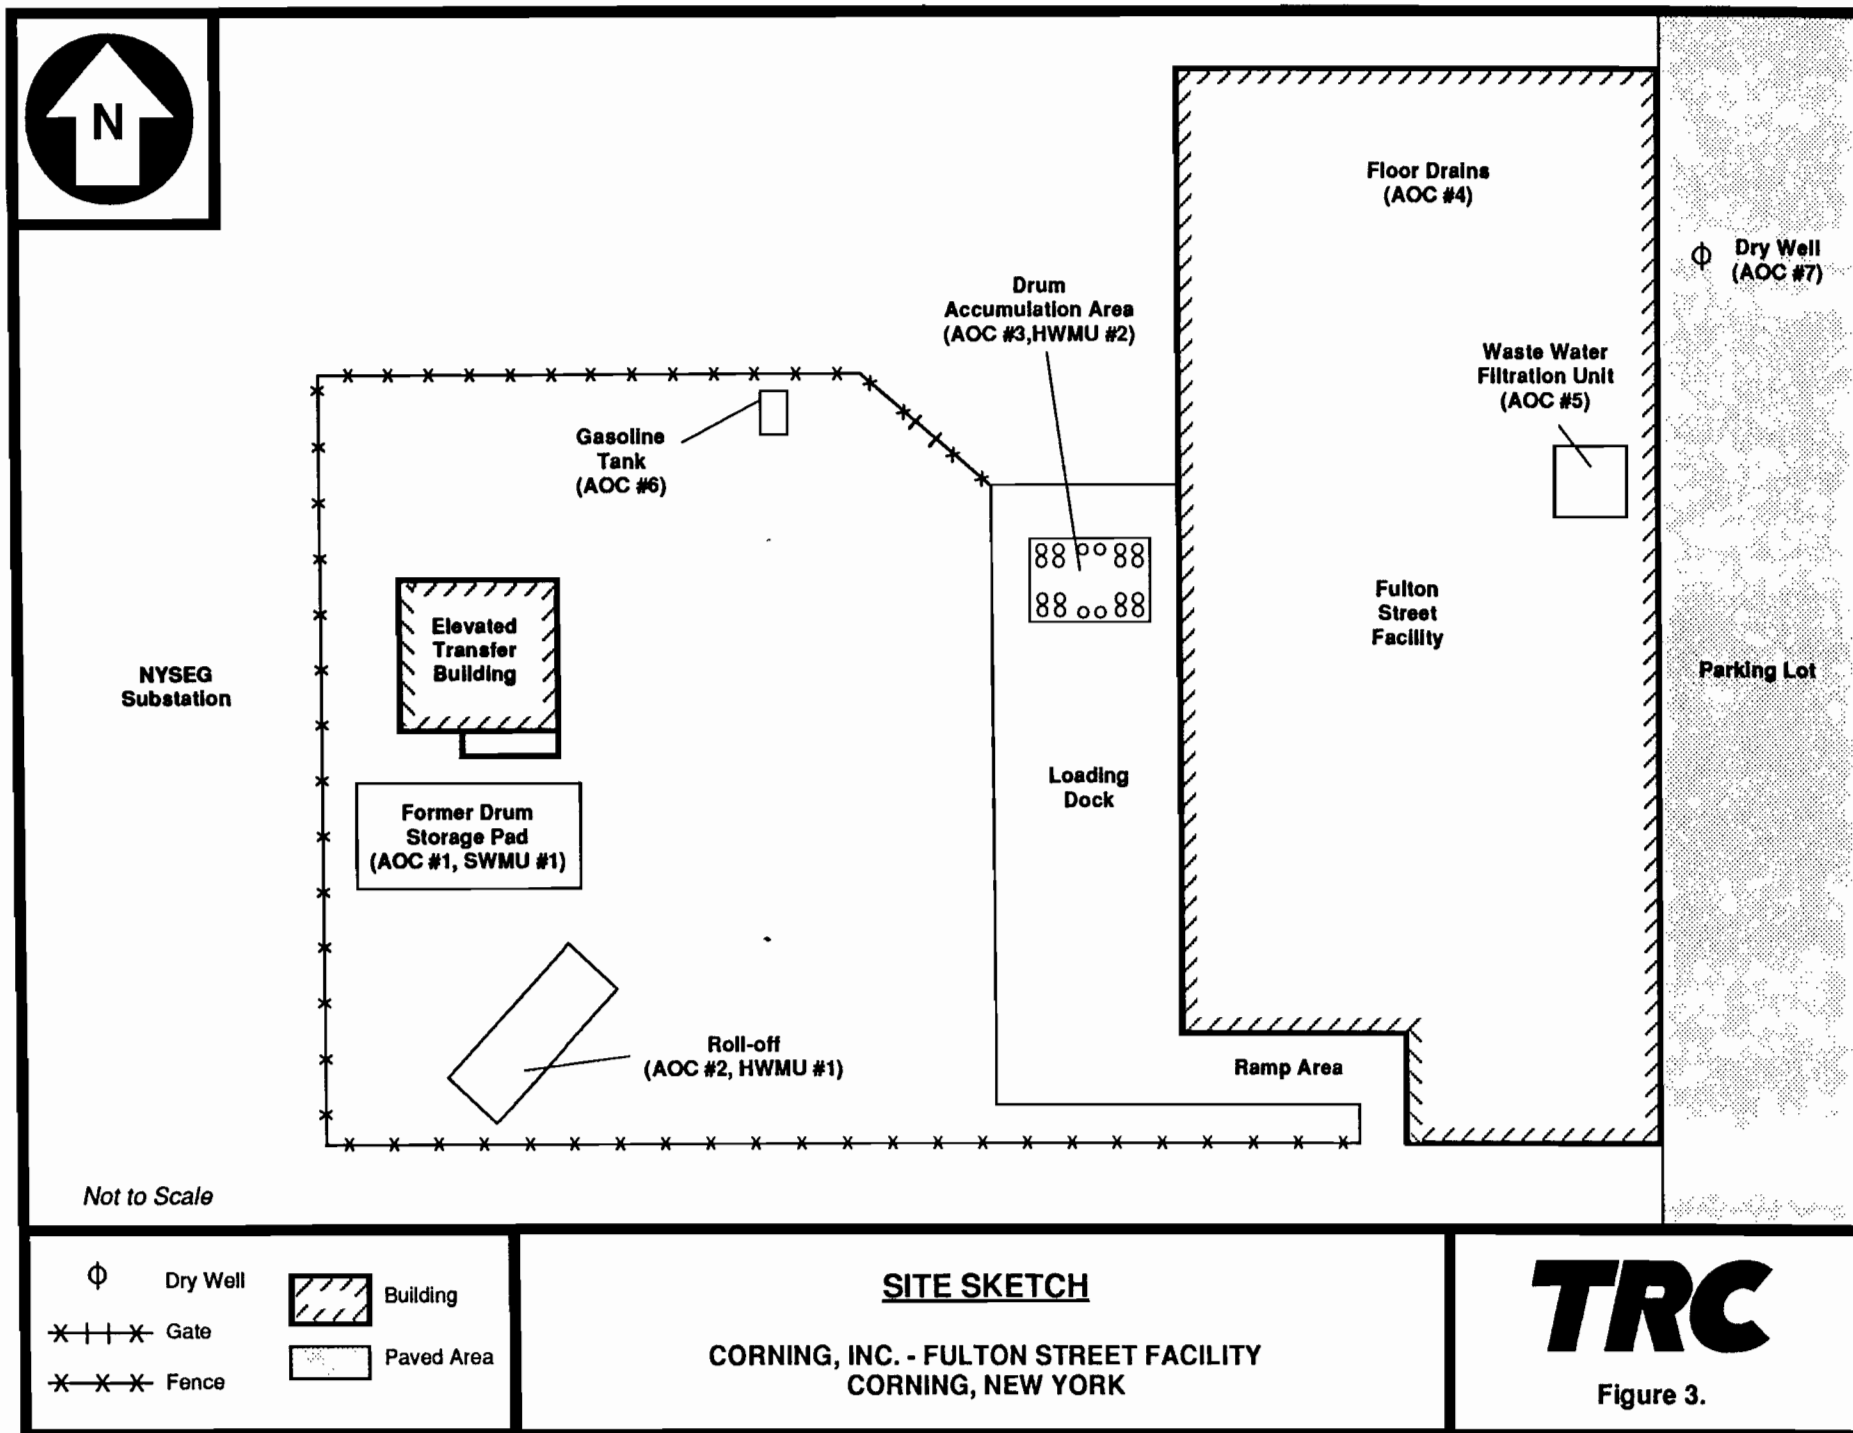 N
Floor Drains
(AOC #4)
Dry Well
(AOC #7)
Drum
Accumulation Area
(AOC #3,HWMU #2)
Waste Water
Filtration Unit
(AOC #5)
Gasoline
Tank
(AOC #6)
Elevated
Transfer
Building
Fulton
Street
Facility
NYSEG
Substation
Parking Lot
Loading
Dock
Former Drum
Storage Pad
(AOC #1, SWMU #1)
Roll-off
(AOC #2, HWMU #1)
Ramp Area
Not to Scale
Dry Well
Gate
Fence
Building
Paved Area
SITE SKETCH
CORNING, INC. - FULTON STREET FACILITY
CORNING, NEW YORK
TRC
Figure 3.